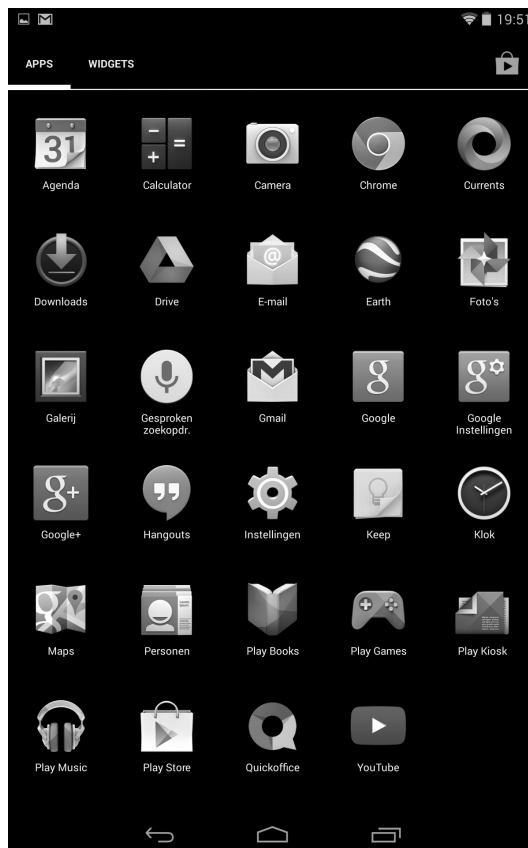 19:51
APPS WIDGETS
31
Agenda Calculator Camera Chrome Currents
Downloads Drive E-mail Earth Foto's
Galerij Gesproken zoekopdr. Gmail Google Google Instellingen
Google+ Hangouts Instellingen Keep Klok
Maps Personen Play Books Play Games Play Kiosk
Play Music Play Store Quickoffice YouTube